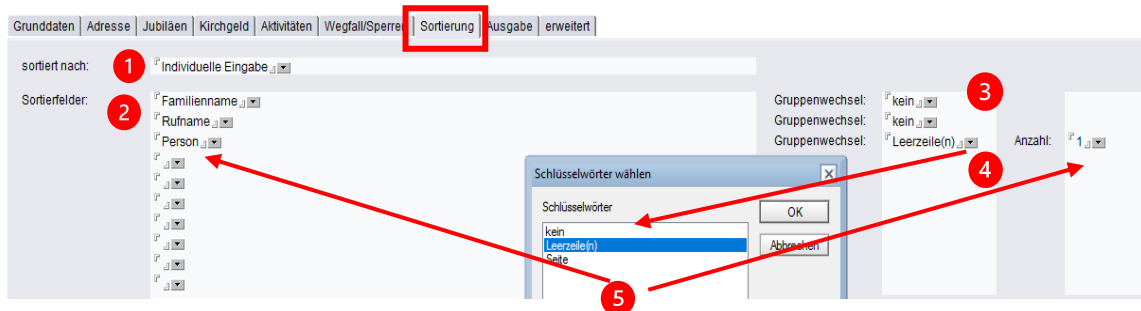 Grunddaten Adresse Jubiläen Kirchgeld Aktivitäten Wegfall/Sperren Sortierung Ausgabe erweitert
sortiert nach: 1 Individuelle Eingabe
Sortierfelder: 2 Familienname Gruppenwechsel: kein 3
Rufname Gruppenwechsel: kein
Person Gruppenwechsel: Leerzeile(n) Anzahl: 1
4
Schlüsselwörter wählen
Schlüsselwörter OK
kein
Leerzeile(n) Abbrechen
Seite
5